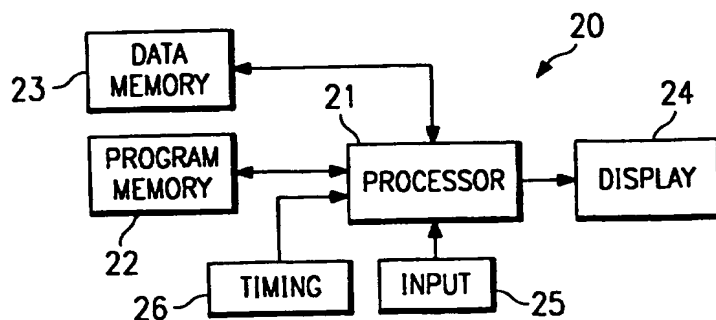 20
DATA
MEMORY
23
21
24
PROGRAM
MEMORY
PROCESSOR
DISPLAY
22
TIMING
INPUT
26
25